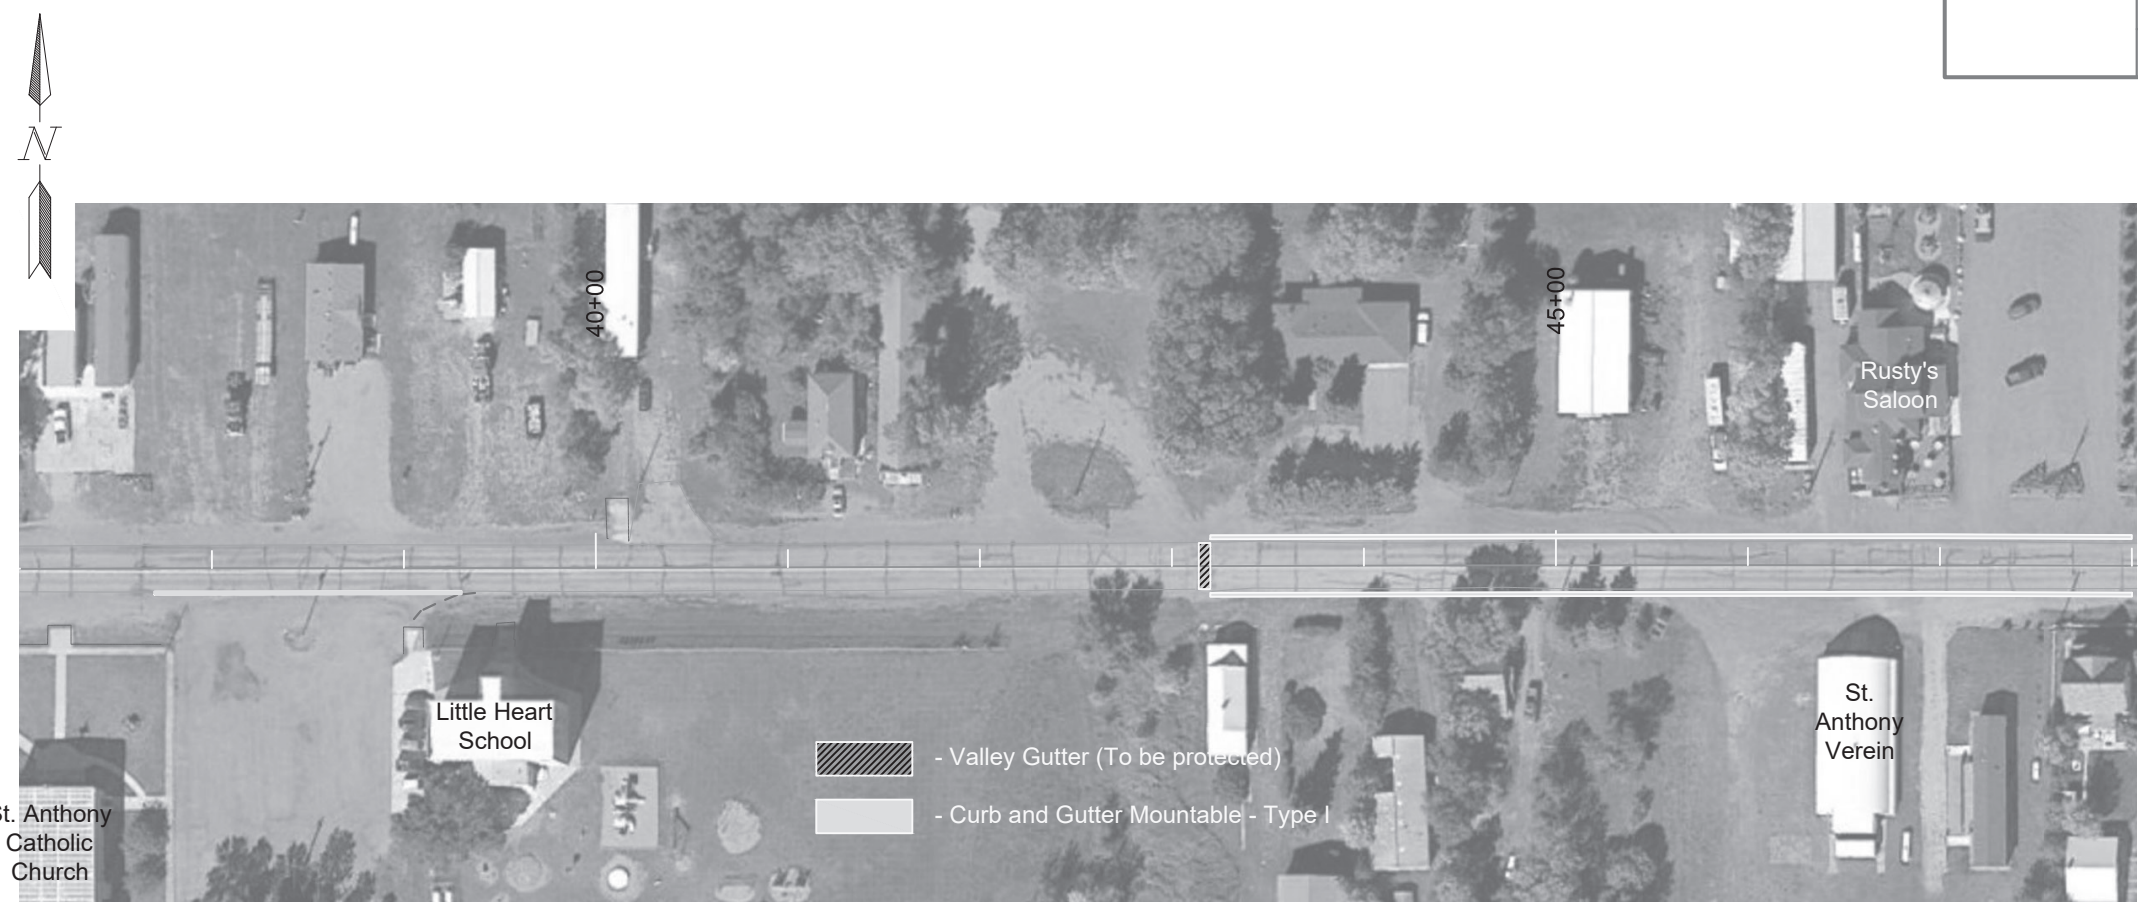 N
40+00
45+00
Rusty's
Saloon
Little Heart
School
- Valley Gutter (To be protected)
- Curb and Gutter Mountable - Type I
St.
Anthony
Verein
St. Anthony
Catholic
Church